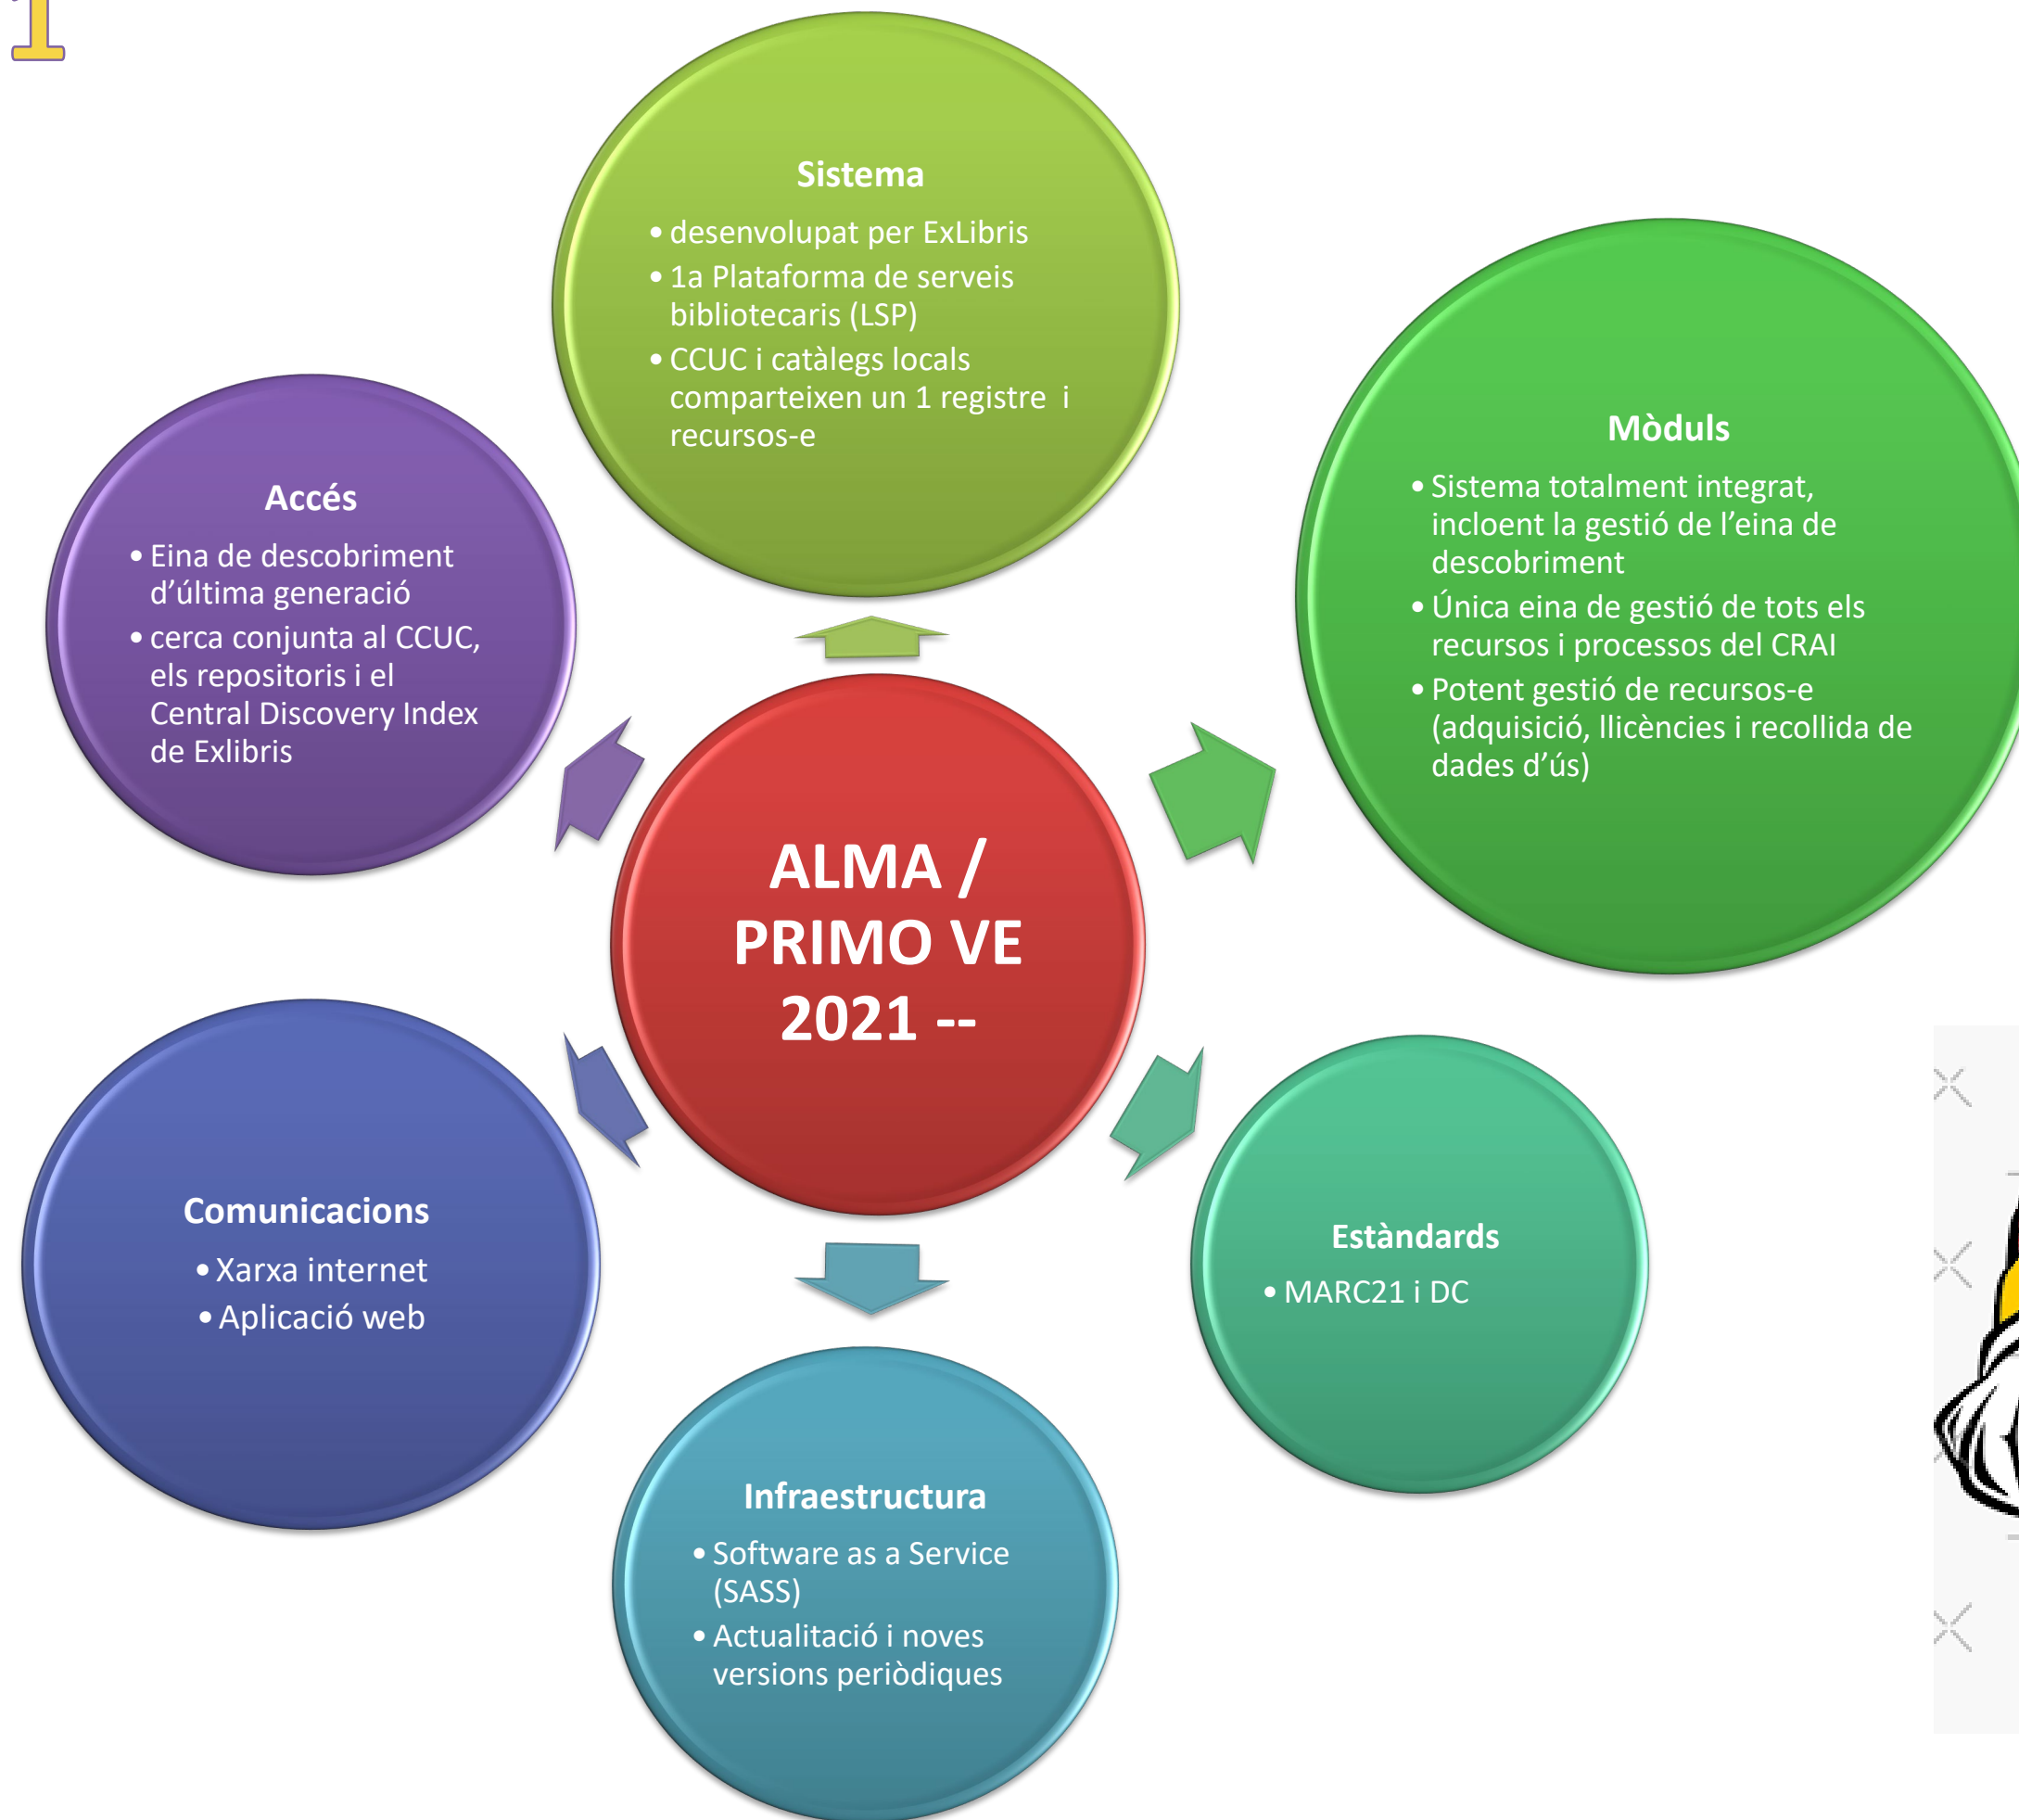 1
Sistema
• desenvolupat per ExLibris
• 1a Plataforma de serveis
bibliotecaris (LSP)
• CCUC i catàlegs locals
comparteixen un 1 registre i
recursos-e
Mòduls
• Sistema totalment integrat,
incloent la gestió de l'eina de
descobriment
• Única eina de gestió de tots els
recursos i processos del CRAI
• Potent gestió de recursos-e
(adquisició, llicències i recollida de
dades d'ús)
Estàndards
• MARC21 i DC
Infraestructura
• Software as a Service
(SASS)
• Actualitació i noves
versions periòdiques
Comunicacions
• Xarxa internet
• Aplicació web
Accés
• Eina de descobriment
d'última generació
• cerca conjunta al CCUC,
els repositoris i el
Central Discovery Index
de Exlibris
ALMA /
PRIMO VE
2021 --